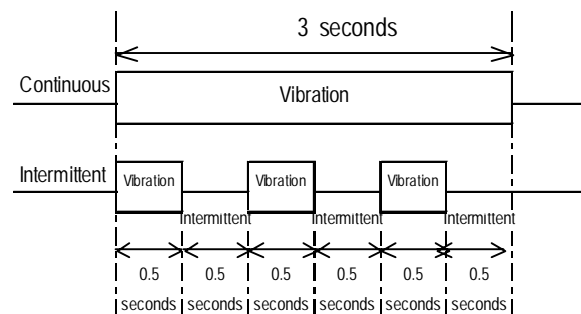 3 seconds
Continuous
Vibration
Intermittent
Vibration
Vibration
Vibration
Intermittent
Intermittent
Intermittent
0.5
0.5
0.5
0.5
0.5
0.5
seconds
seconds
seconds
seconds
seconds
seconds